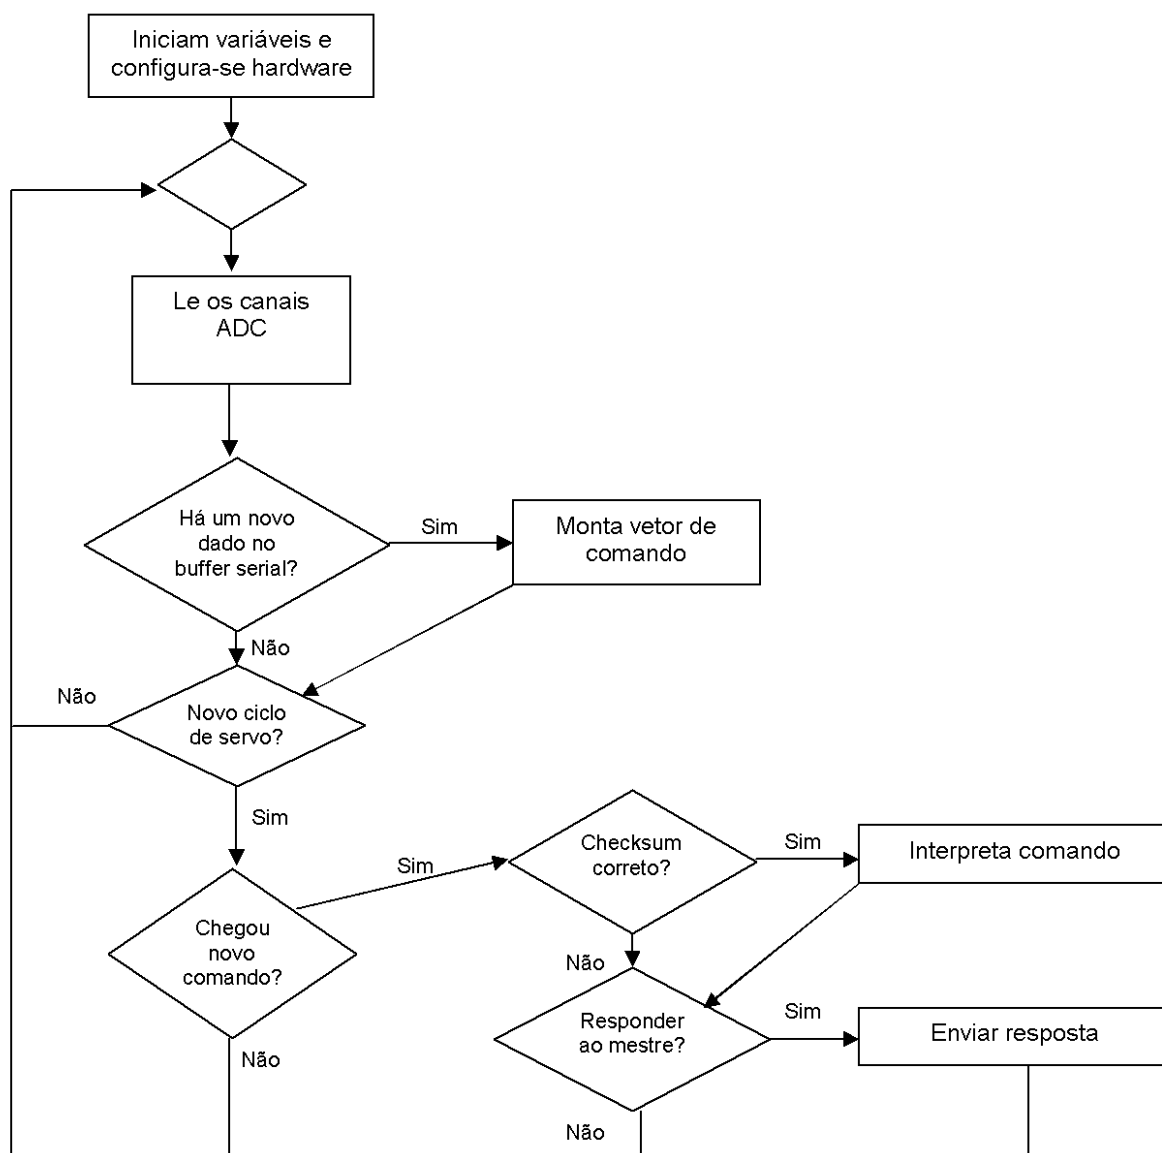 Iniciam variáveis e
configura-se hardware
Le os canais
ADC
Há um novo
dado no
buffer serial?
Sim
Monta vetor de
comando
Não
Não
Novo ciclo
de servo?
Sim
Chegou
novo
comando?
Sim
Checksum
correto?
Sim
Interpreta comando
Não
Responder
ao mestre?
Sim
Enviar resposta
Não
Não